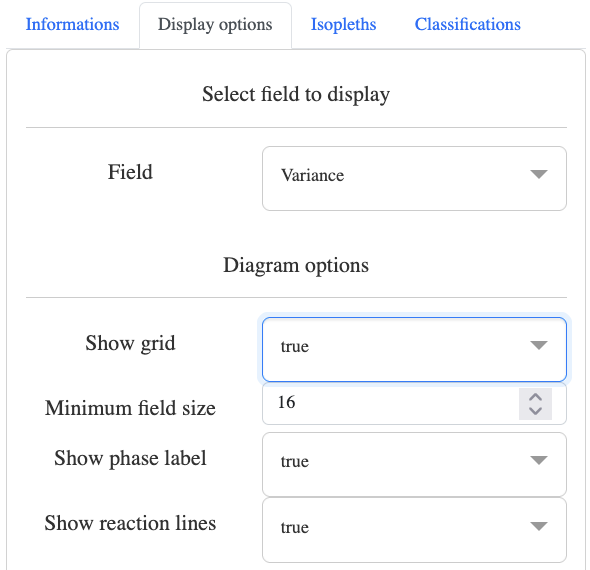 Informations Display options Isopleths Classifications
Select field to display
Field Variance
Diagram options
Show grid true
Minimum field size 16
Show phase label true
Show reaction lines true